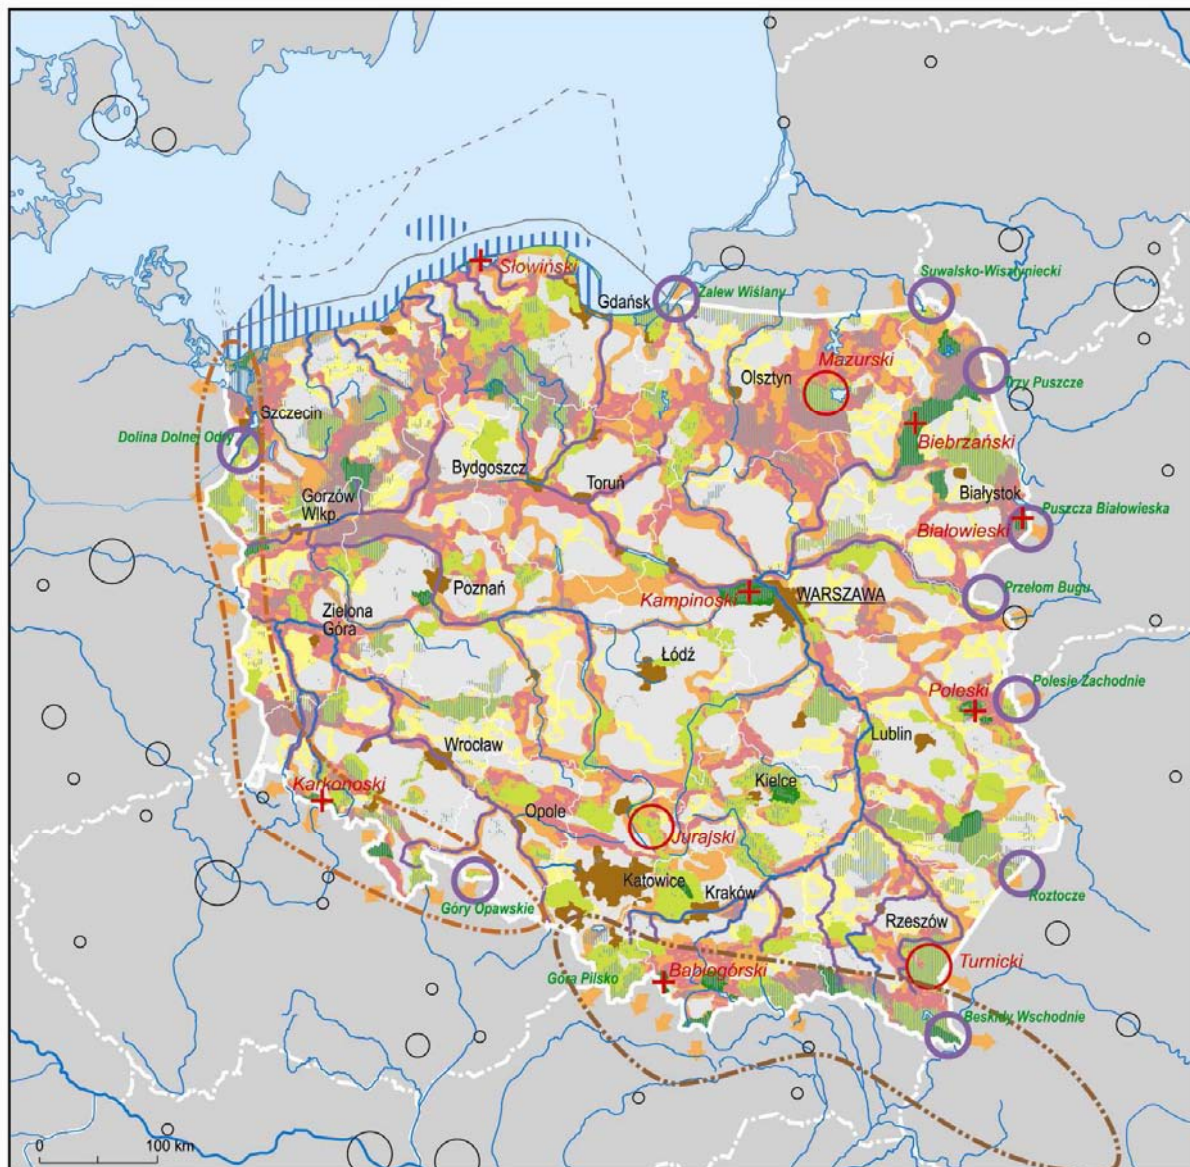 Słowiński
Suwalsko-Wisztyniecki
Gdańsk
Zalew Wiślany
Mazurski
Olsztyn
Trzy Puszcze
Szczecin
Dolina Dolnej Odry
Biebrzański
Bydgoszcz
Toruń
Gorzów
Wlkp.
Białystok
Puszcza Białowieska
Białowieski
Poznań
Kampinoski
WARSZAWA
Przełom Bugu
Zielona
Góra
Łódź
Poleski
Polesie Zachodnie
Lublin
Wrocław
Karkonoski
Kielce
Opole
Jurajski
Katowice
Kraków
Roztocze
Góry Opawskie
Rzeszów
Turnicki
Góra Pilsko
Babiogórski
Beskidy Wschodnie
0 100 km